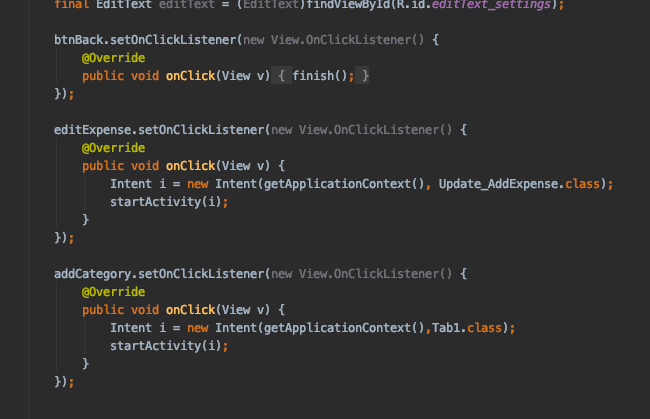 final EditText editText = (EditText)findViewById(R.id.editText_settings);
btnBack.setOnClickListener(new View.OnClickListener() {
@Override
public void onClick(View v) { finish(); }
});
editExpense.setOnClickListener(new View.OnClickListener() {
@Override
public void onClick(View v) {
Intent i = new Intent(getApplicationContext(), Update_AddExpense.class);
startActivity(i);
}
});
addCategory.setOnClickListener(new View.OnClickListener() {
@Override
public void onClick(View v) {
Intent i = new Intent(getApplicationContext(),Tab1.class);
startActivity(i);
}
});